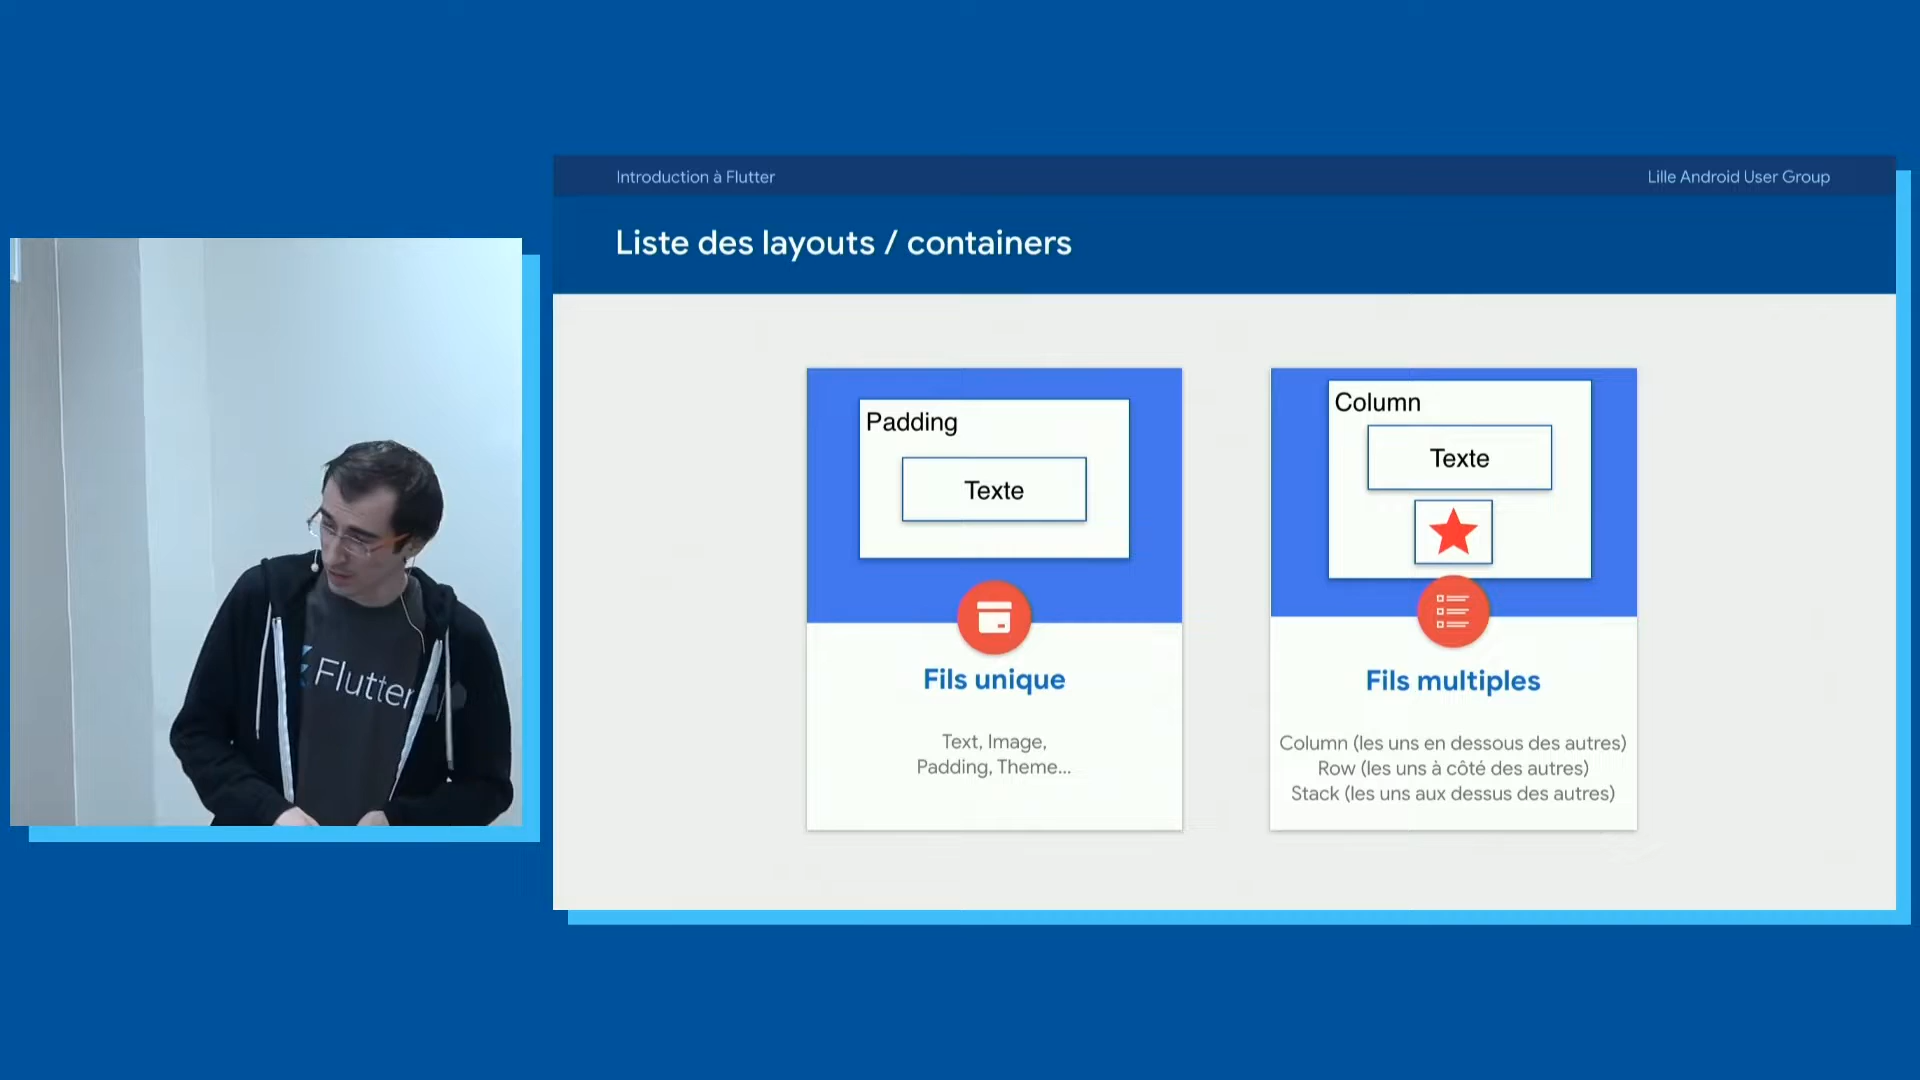 Introduction à Flutter
Lille Android User Group
Liste des layouts / containers
Padding
Texte
Column
Texte
Fils unique
Text, Image,
Padding, Theme...
Fils multiples
Column (les uns en dessous des autres)
Row (les uns à côté des autres)
Stack (les uns aux dessus des autres)
Flutter